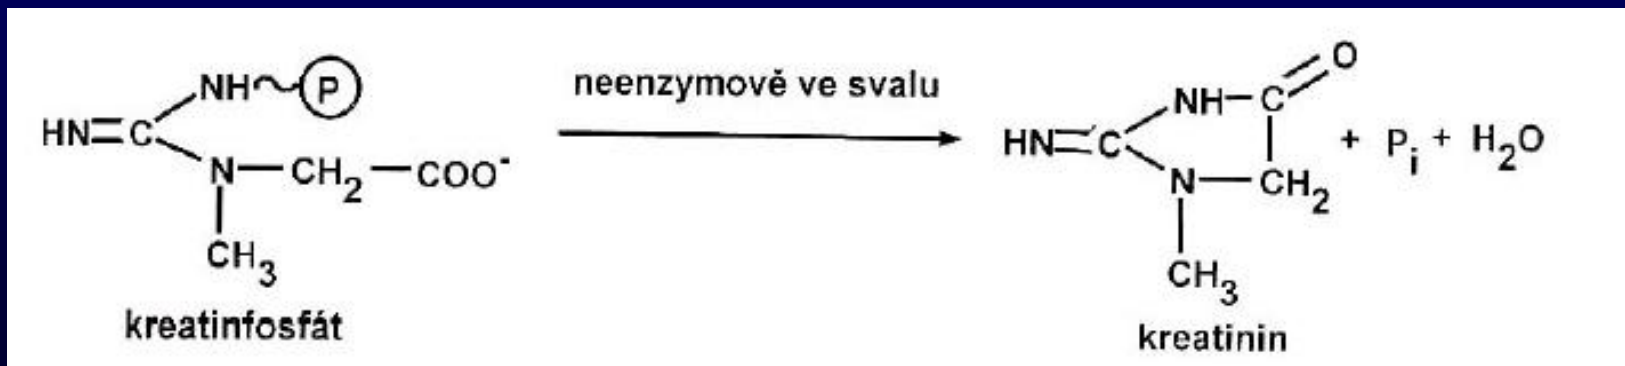 NH~P
HN=C
N—CH2—COO-
CH3
kreatinfosfát
neenzymově ve svalu
O
NH—C
HN=C
N—CH2
CH3
kreatinin
+ Pi + H2O